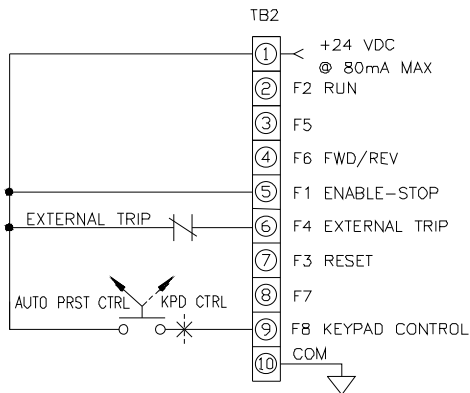 TB2
① +24 VDC
@ 80mA MAX
② F2 RUN
③ F5
④ F6 FWD/REV
⑤ F1 ENABLE-STOP
EXTERNAL TRIP ⑥ F4 EXTERNAL TRIP
⑦ F3 RESET
⑧ F7
AUTO PRST CTRL KPD CTRL
⑨ F8 KEYPAD CONTROL
⑩ COM